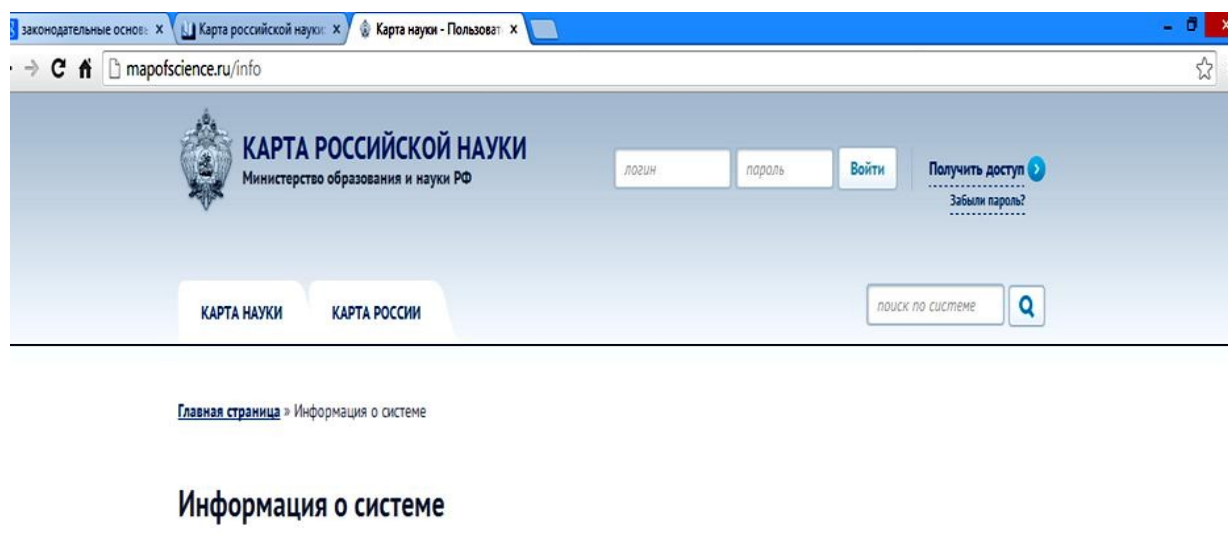 законодательные основ
Карта российской науки
Карта науки - Пользоват
mapofscience.ru/info
КАРТА РОССИЙСКОЙ НАУКИ
Министерство образования и науки РФ
логин
пароль
Войти
Получить доступ
Забыли пароль?
КАРТА НАУКИ
КАРТА РОССИИ
поиск по системе
Главная страница » Информация о системе
Информация о системе